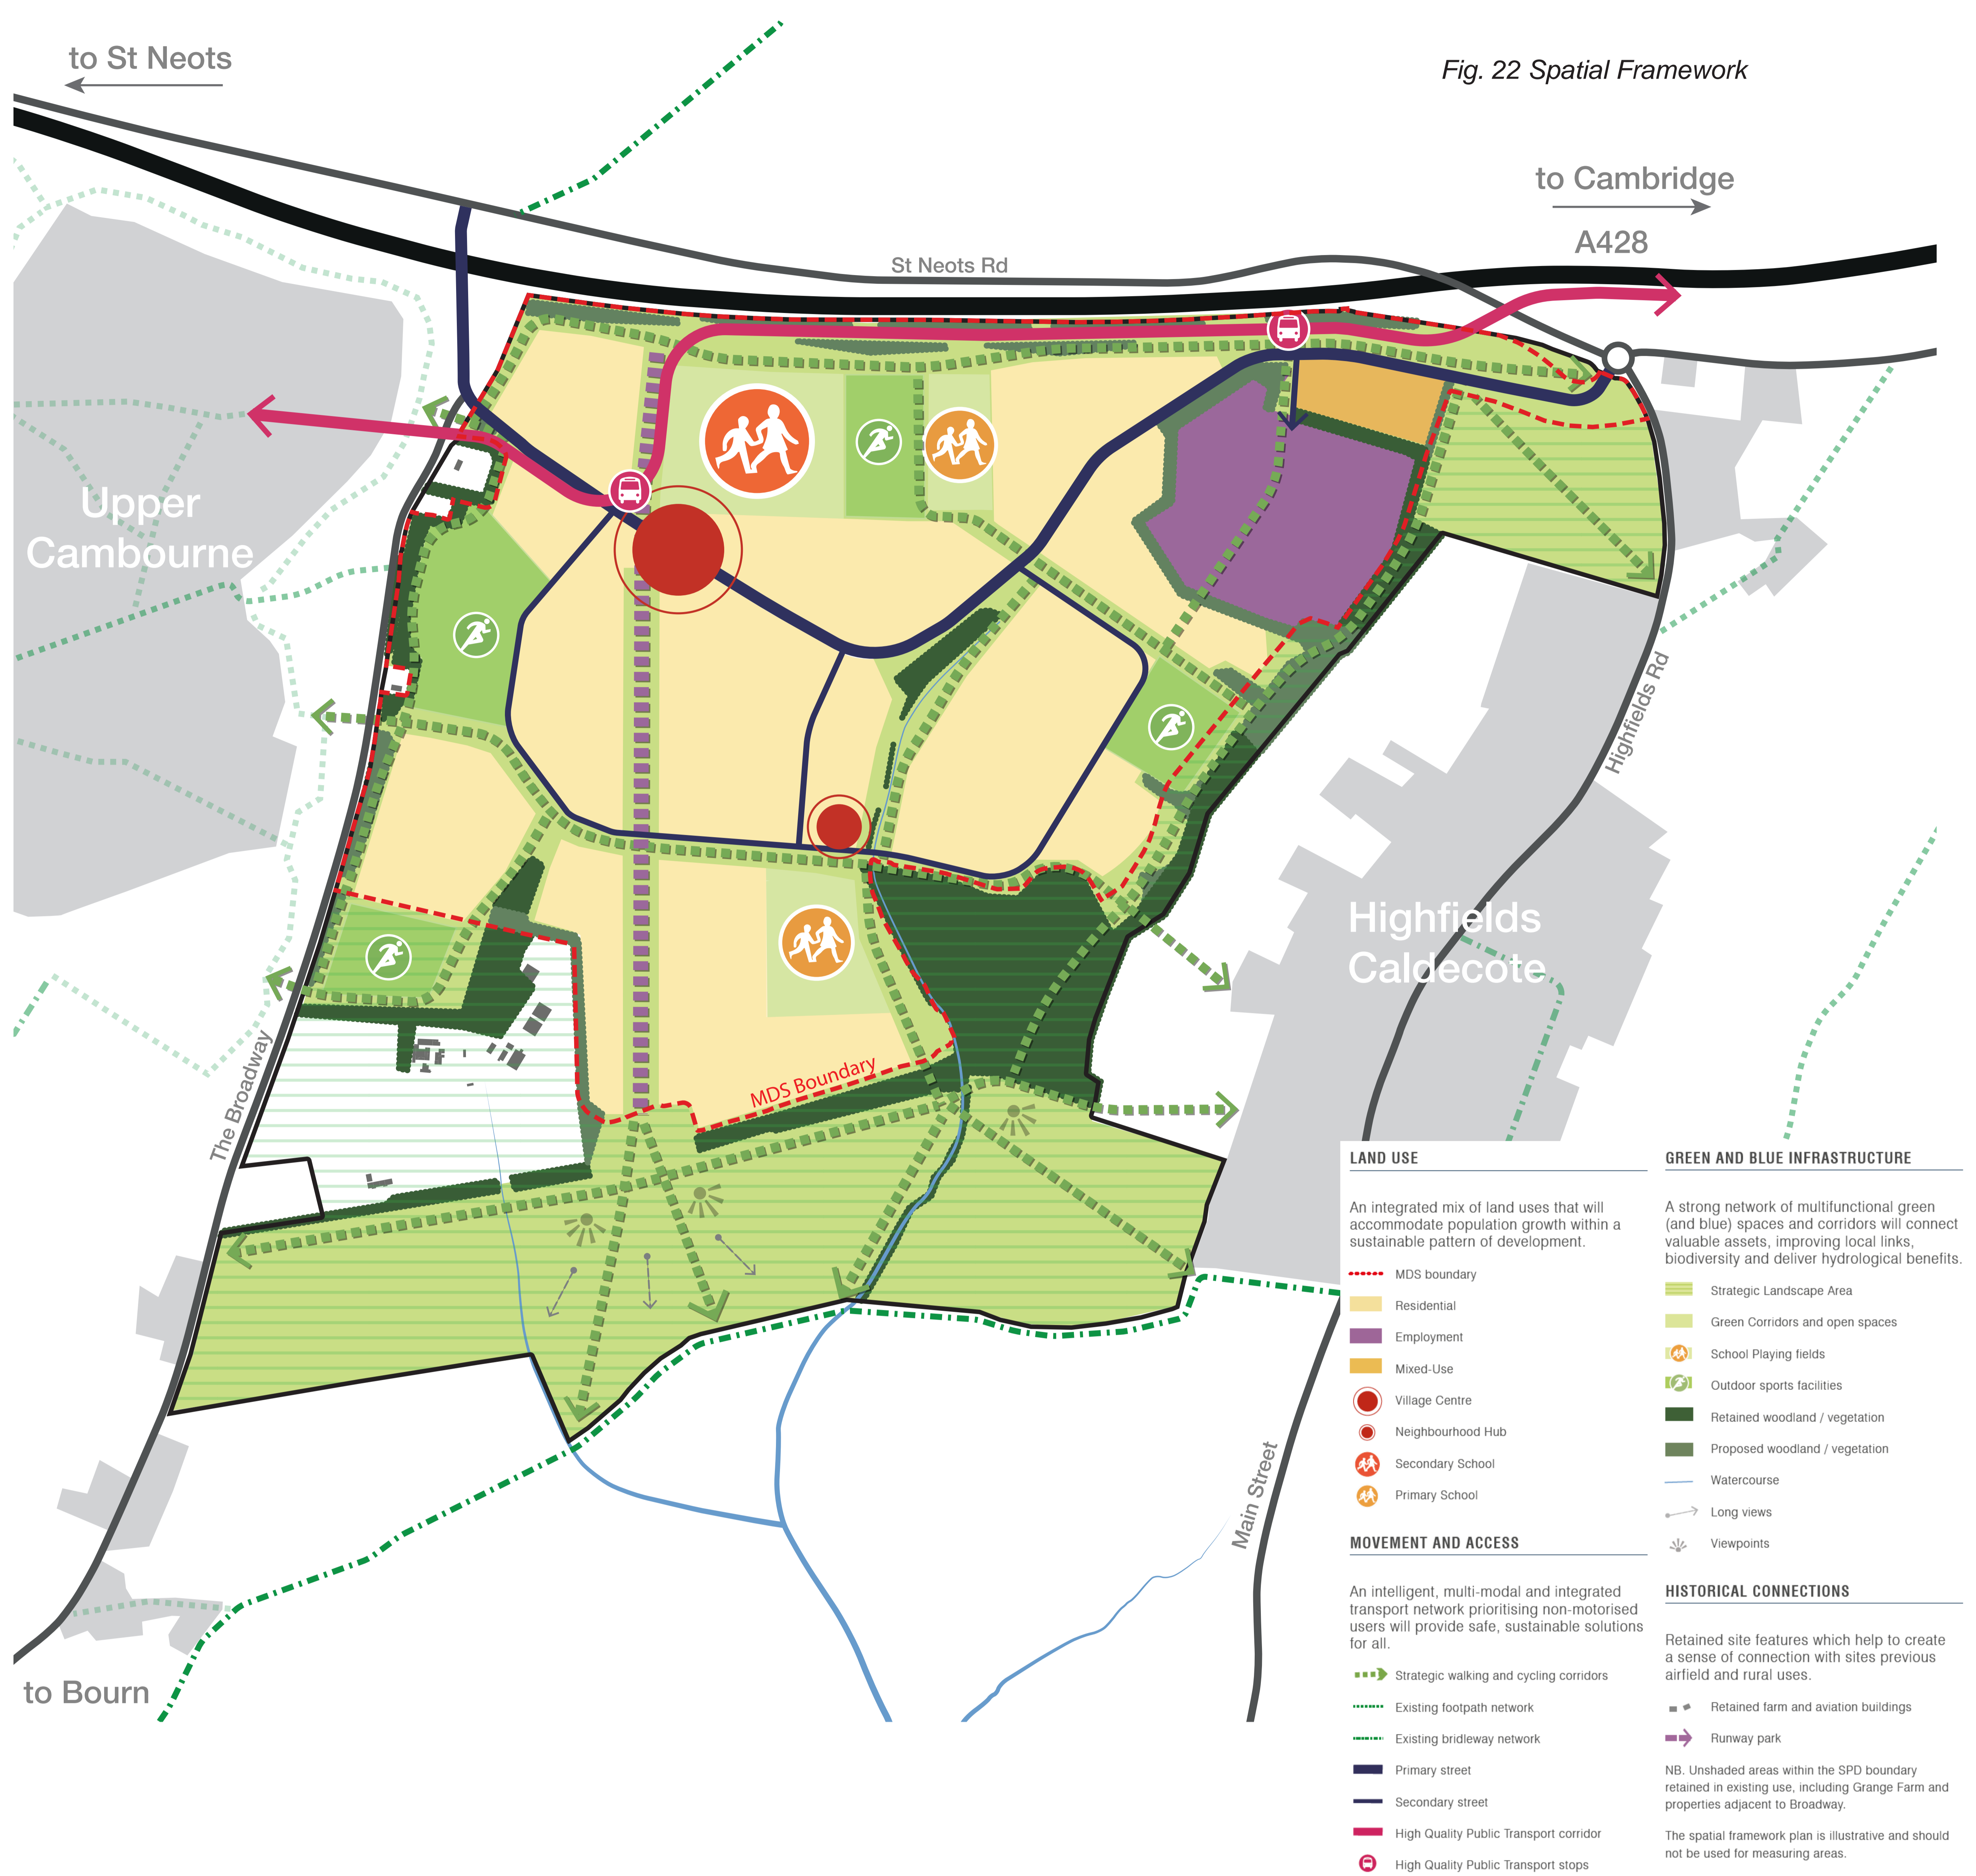 to St Neots
Fig. 22 Spatial Framework
to Cambridge
A428
St Neots Rd
Upper
Cambourne
Highfields Rd
Highfields
Caldecote
The Broadway
MDS Boundary
Main Street
to Bourn
LAND USE
An integrated mix of land uses that will
accommodate population growth within a
sustainable pattern of development.
MDS boundary
Residential
Employment
Mixed-Use
Village Centre
Neighbourhood Hub
Secondary School
Primary School
MOVEMENT AND ACCESS
An intelligent, multi-modal and integrated
transport network prioritising non-motorised
users will provide safe, sustainable solutions
for all.
Strategic walking and cycling corridors
Existing footpath network
Existing bridleway network
Primary street
Secondary street
High Quality Public Transport corridor
High Quality Public Transport stops
GREEN AND BLUE INFRASTRUCTURE
A strong network of multifunctional green
(and blue) spaces and corridors will connect
valuable assets, improving local links,
biodiversity and deliver hydrological benefits.
Strategic Landscape Area
Green Corridors and open spaces
School Playing fields
Outdoor sports facilities
Retained woodland / vegetation
Proposed woodland / vegetation
Watercourse
Long views
Viewpoints
HISTORICAL CONNECTIONS
Retained site features which help to create
a sense of connection with sites previous
airfield and rural uses.
Retained farm and aviation buildings
Runway park
NB. Unshaded areas within the SPD boundary
retained in existing use, including Grange Farm and
properties adjacent to Broadway.
The spatial framework plan is illustrative and should
not be used for measuring areas.